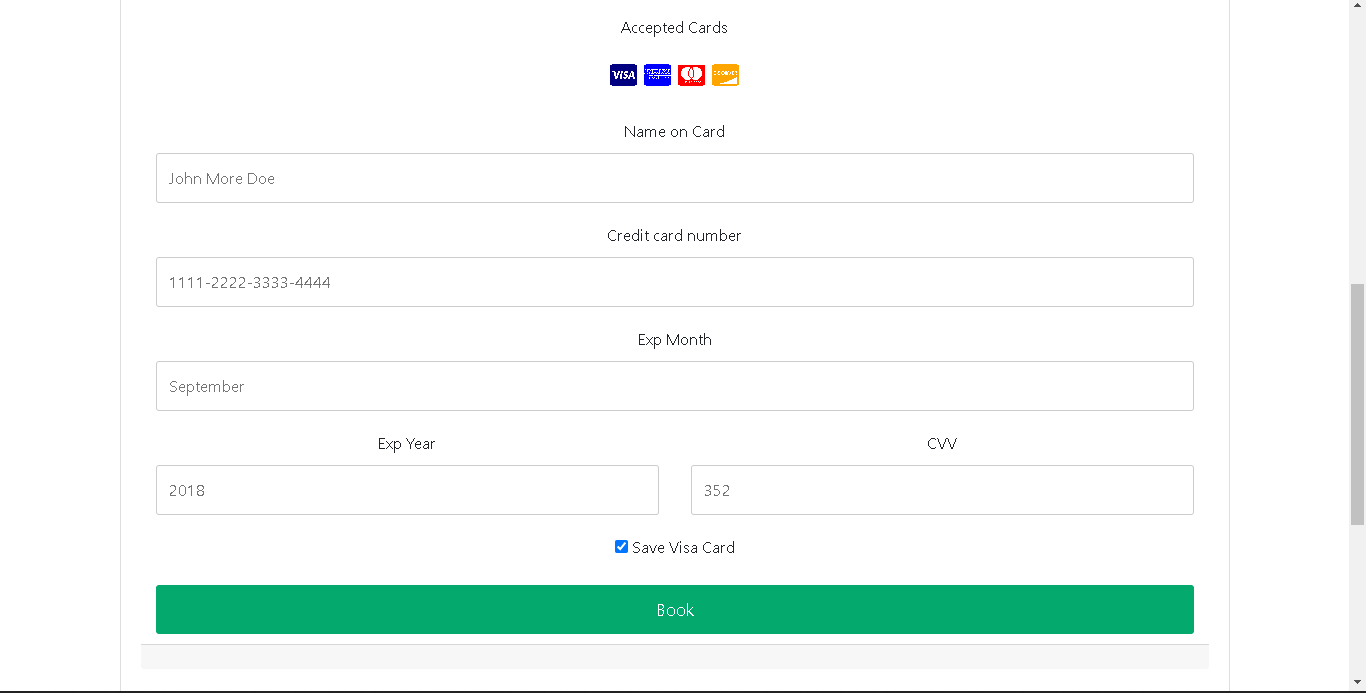 Accepted Cards
VISA
Name on Card
John More Doe
Credit card number
1111-2222-3333-4444
Exp Month
September
Exp Year CVV
2018 352
Save Visa Card
Book